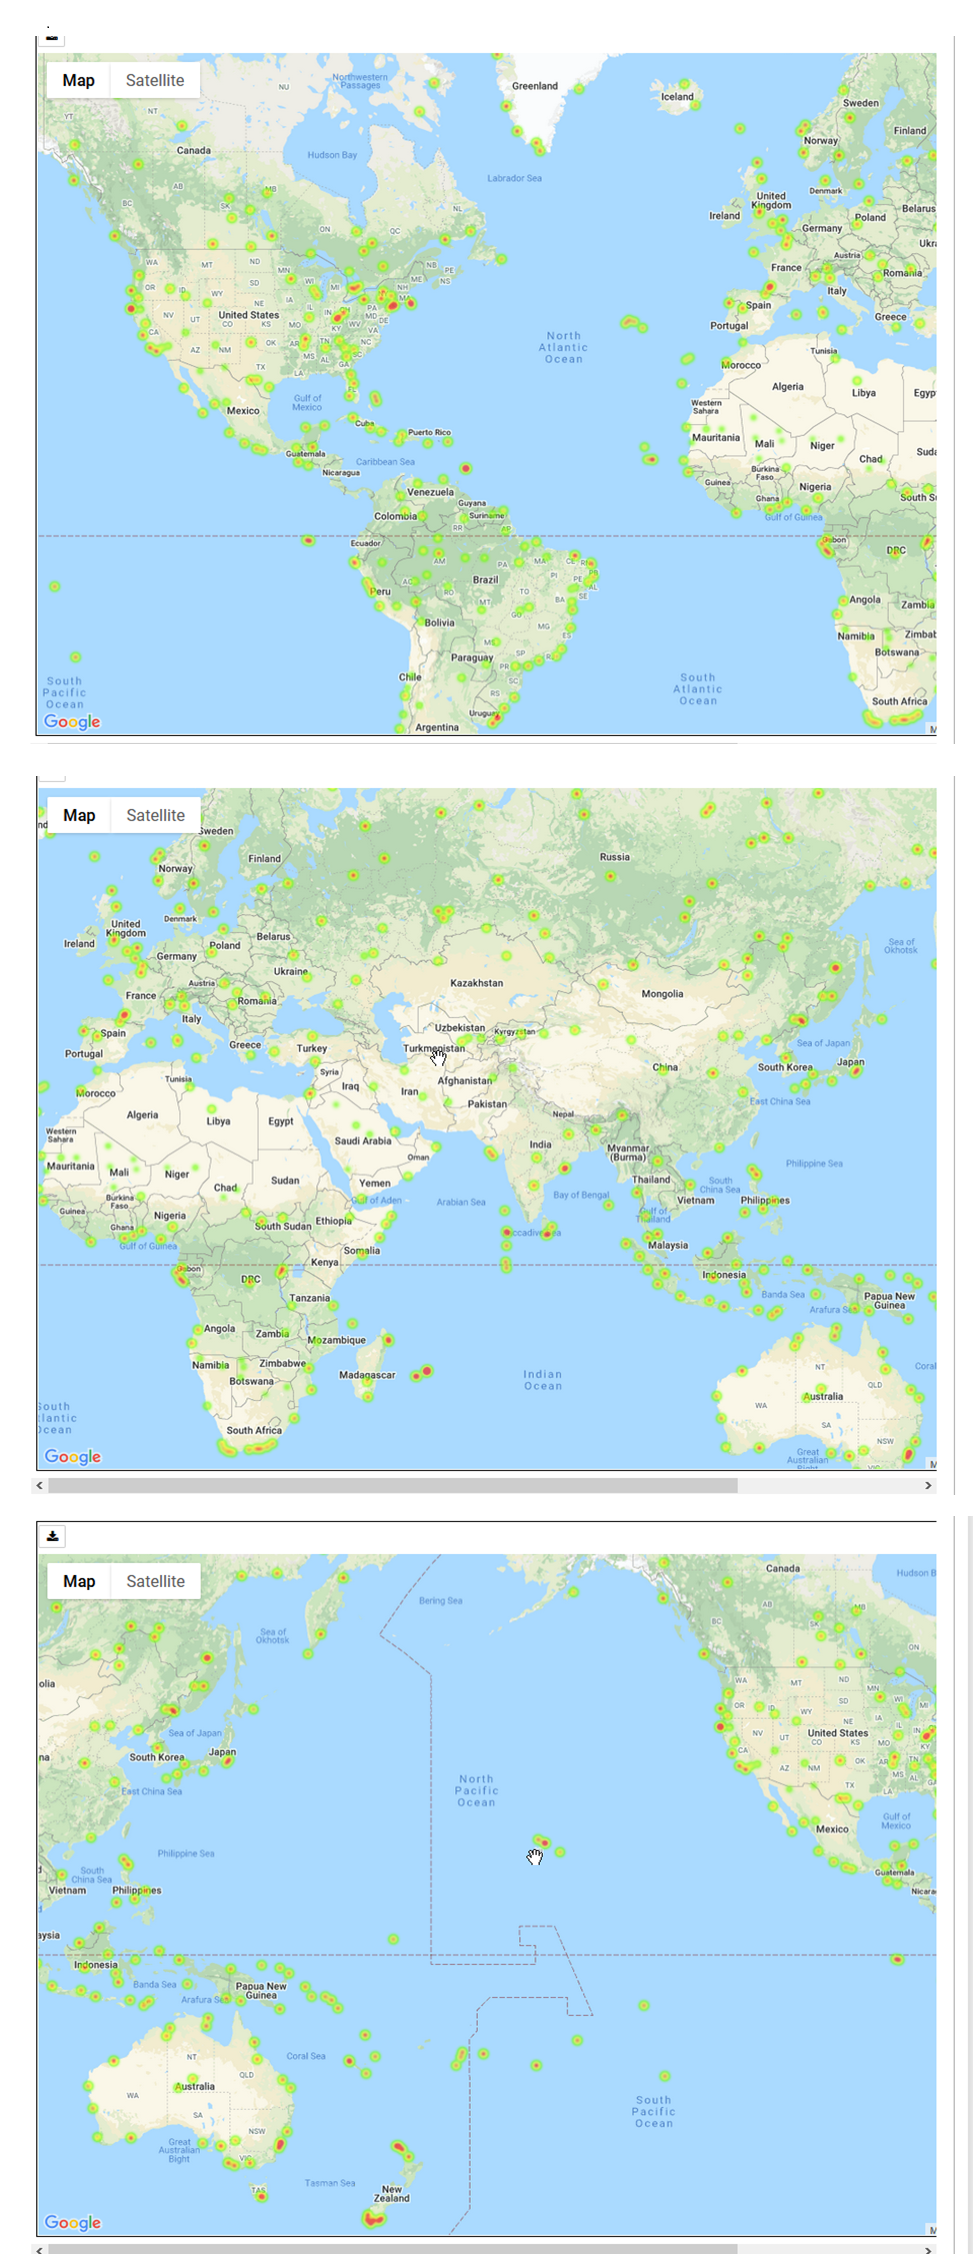 Map Satellite
Northwestern
Passages
Greenland
Iceland
Sweden
Finland
Norway
NU
NT
YT
Canada
Hudson Bay
Labrador Sea
AB
BC
SK
MB
ON
QC
NL
NB
PE
NS
United
Kingdom
Ireland
Denmark
Belarus
Poland
Germany
Ukra
Austria
France
Romania
Italy
Spain
Greece
Portugal
WA
MT
ND
MN
OR
WY
WI
MI
IA
NE
United States
NV
UT
CO
KS
MO
IN
KY
WV
VA
PA
MD
DE
NH
MA
CA
AZ
NM
OK
AR
TN
NC
SC
MS
AL
GA
TX
LA
FL
North
Atlantic
Ocean
Gulf of
Mexico
Mexico
Cuba
Puerto Rico
Guatemala
Caribbean Sea
Nicaragua
Tunisia
Morocco
Algeria
Libya
Egypt
Western
Sahara
Mauritania
Mali
Niger
Chad
Suda
Burkina
Faso
Guinea
Nigeria
Ghana
South S
Gulf of Guinea
Venezuela
Guyana
Colombia
Suriname
RR
AP
Ecuador
AM
PA
MA
CE
RN
PB
PI
PE
AL
SE
AC
RO
TO
BA
Peru
Brazil
MT
GO
Bolivia
MG
ES
MS
SP
RJ
Paraguay
PR
SC
Chile
RS
Uruguay
Argentina
Gabon
DRC
Angola
Zambia
Namibia
Zimbab
Botswana
South Africa
South
Pacific
Ocean
South
Atlantic
Ocean
Google
M
Map Satellite
Sweden
Finland
Norway
Russia
United
Kingdom
Denmark
Ireland
Belarus
Poland
Germany
Ukraine
Austria
France
Romania
Italy
Spain
Greece
Portugal
Turkey
Kazakhstan
Mongolia
Sea of
Okhotsk
Uzbekistan
Kyrgyzstan
Turkmenistan
Sea of Japan
China
South Korea
Japan
Syria
Iraq
Iran
Afghanistan
Pakistan
East China Sea
Tunisia
Morocco
Algeria
Libya
Egypt
Nepal
Western
Sahara
Saudi Arabia
India
Myanmar
(Burma)
Oman
Mauritania
Mali
Niger
Chad
Sudan
Yemen
Thailand
Philippine Sea
South
China Sea
Vietnam
Philippines
Burkina
Faso
Guinea
Nigeria
Ghana
Gulf of Aden
Arabian Sea
Bay of Bengal
Gulf of
Thailand
South Sudan
Ethiopia
Gulf of Guinea
Somalia
Laccadive Sea
Malaysia
Gabon
DRC
Kenya
Indonesia
Tanzania
Banda Sea
Papua New
Guinea
Arafura Sea
Angola
Zambia
Mozambique
Namibia
Zimbabwe
Madagascar
Botswana
Indian
Ocean
NT
QLD
Coral
Australia
WA
SA
NSW
South
Atlantic
Ocean
South Africa
Great
Australian
Bight
VIC
Google
M
Map Satellite
Canada
Hudson B
Bering Sea
AB
BC
SK
MB
ON
Sea of
Okhotsk
olia
WA
MT
ND
OR
SD
MN
WI
WY
IA
NE
IL
IN
Sea of Japan
NV
UT
United States
CO
KS
MO
CA
South Korea
Japan
na
AZ
NM
OK
AR
TN
MS
AL
GA
TX
LA
East China Sea
North
Pacific
Ocean
Gulf of
Mexico
Mexico
Philippine Sea
Guatemala
South
China Sea
Vietnam
Philippines
Nicara
aysia
Indonesia
Banda Sea
Papua New
Guinea
Arafura Sea
Coral Sea
NT
QLD
Australia
WA
SA
NSW
Great
Australian
Bight
VIC
TAS
Tasman Sea
New
Zealand
South
Pacific
Ocean
Google
M